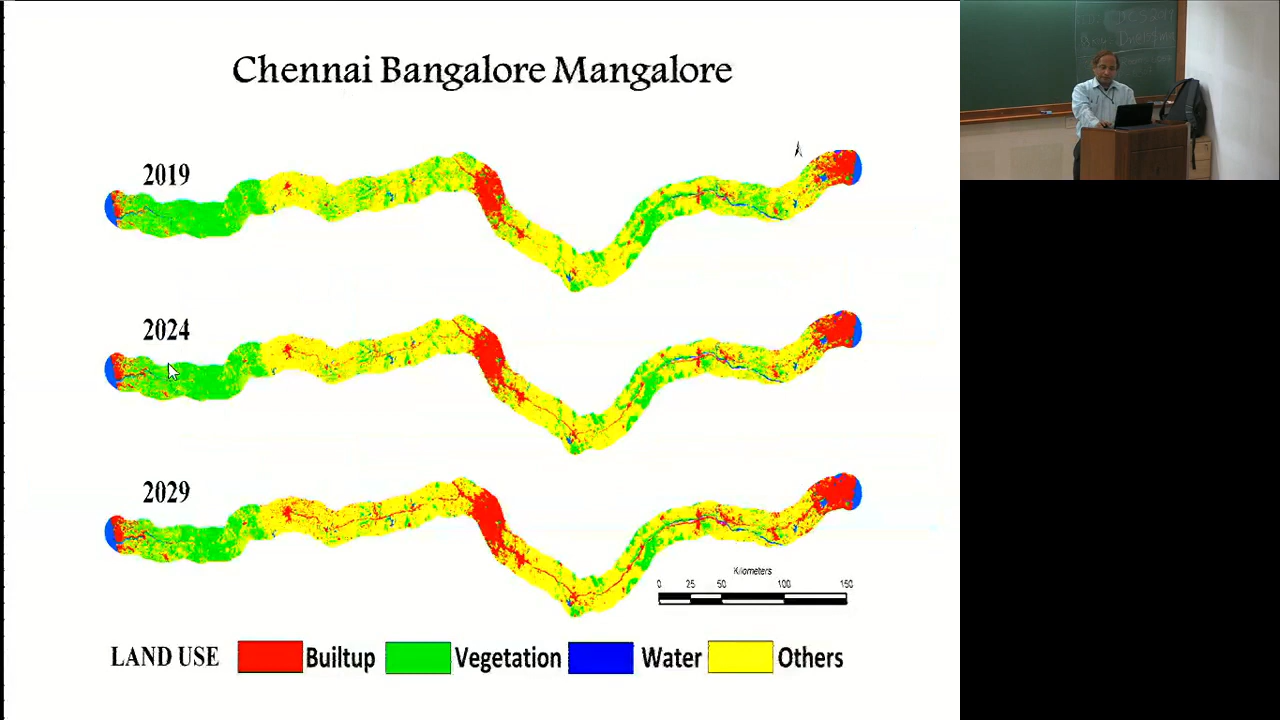 Chennai Bangalore Mangalore
2019
2024
2029
Kilometers
0 25 50 100 150
LAND USE Builtup Vegetation Water Others